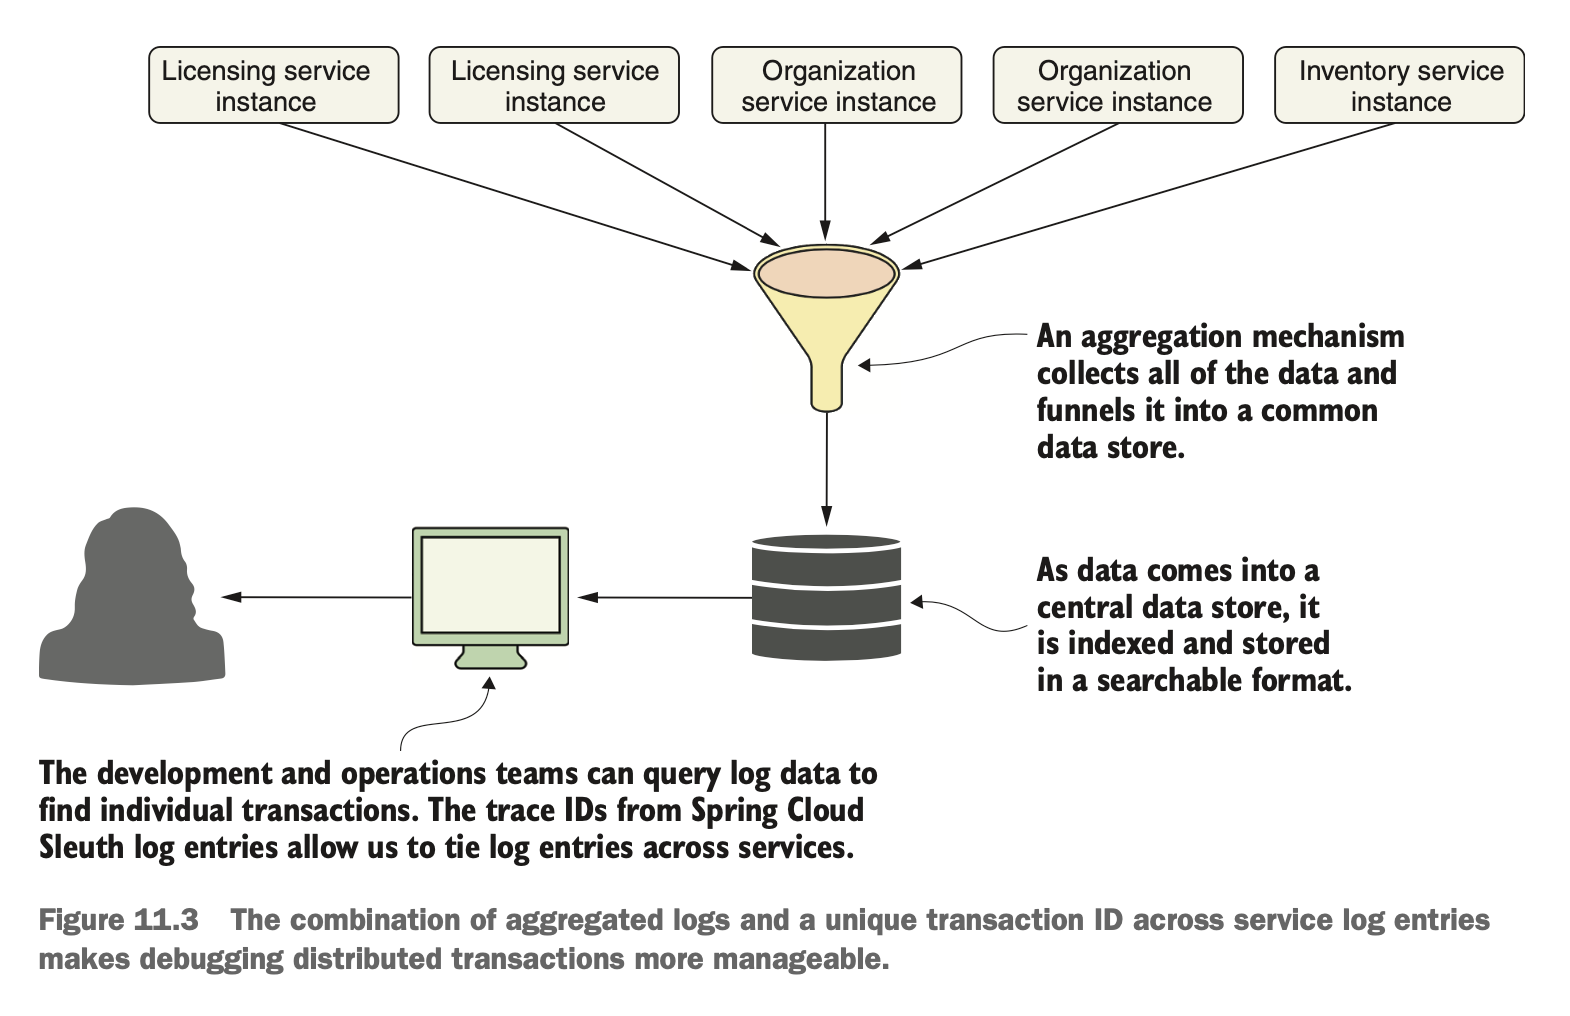 Licensing service
instance
Licensing service
instance
Organization
service instance
Organization
service instance
Inventory service
instance
An aggregation mechanism
collects all of the data and
funnels it into a common
data store.
As data comes into a
central data store, it
is indexed and stored
in a searchable format.
The development and operations teams can query log data to
find individual transactions. The trace IDs from Spring Cloud
Sleuth log entries allow us to tie log entries across services.
Figure 11.3 The combination of aggregated logs and a unique transaction ID across service log entries
makes debugging distributed transactions more manageable.